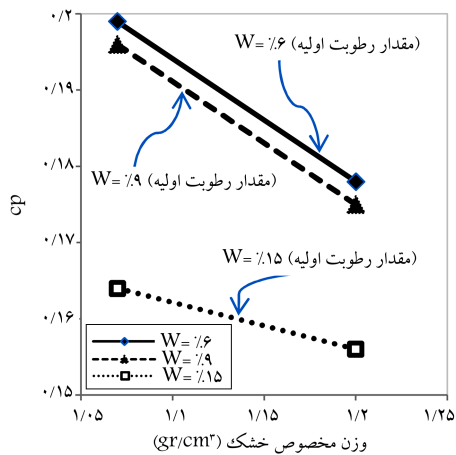 ۰/۲
W= ٪۶ (مقدار رطوبت اولیه)
۰/۱۹
۰/۱۸
W= ٪۹ (مقدار رطوبت اولیه)
cp
۰/۱۷
W= ٪۱۵ (مقدار رطوبت اولیه)
۰/۱۶
W= ٪۶
W= ٪۹
W= ٪۱۵
۰/۱۵
۱/۰۵ ۱/۱ ۱/۱۵ ۱/۲ ۱/۲۵
وزن مخصوص خشک (gr/cm۳)